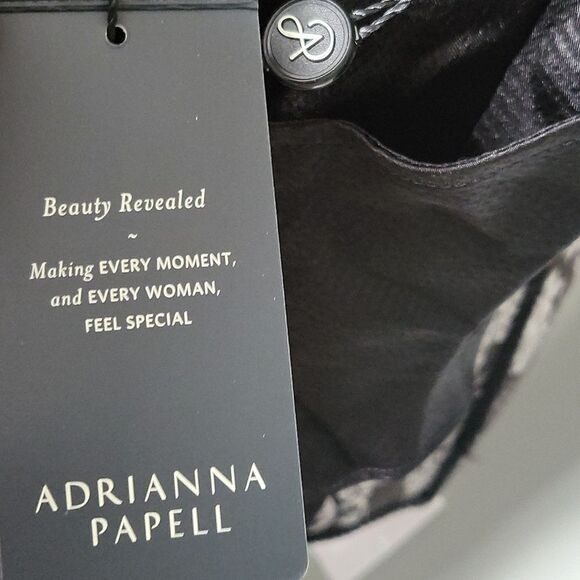 Beauty Revealed
~
Making EVERY MOMENT,
and EVERY WOMAN,
FEEL SPECIAL
ADRIANNA
PAPELL